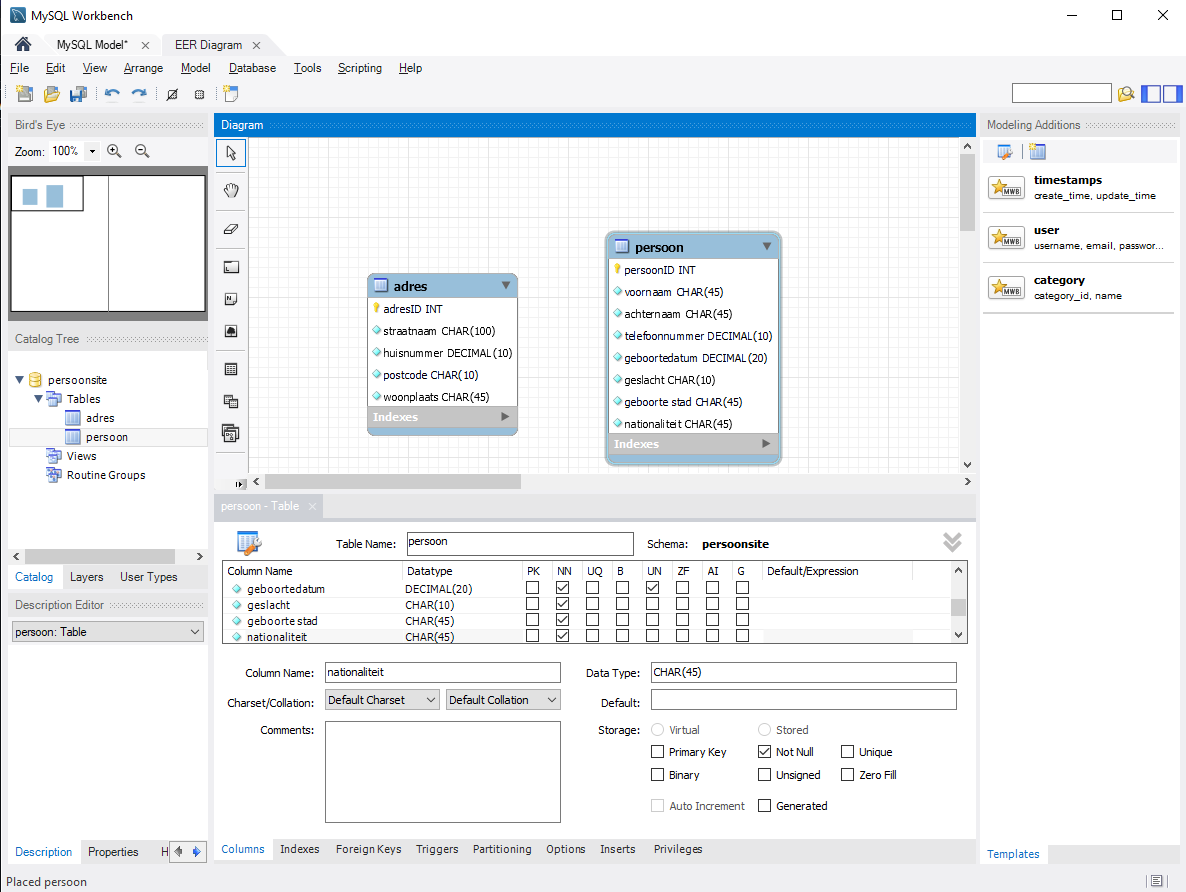 MySQL Workbench
MySQL Model*
EER Diagram
File Edit View Arrange Model Database Tools Scripting Help
Bird's Eye
Zoom: 100%
Catalog Tree
persoonsite
Tables
adres
persoon
Views
Routine Groups
Catalog Layers User Types
Description Editor
persoon: Table
Description Properties H
Diagram
adres
adresID INT
straatnaam CHAR(100)
huisnummer DECIMAL(10)
postcode CHAR(10)
woonplaats CHAR(45)
Indexes
persoon
persoonID INT
voornaam CHAR(45)
achternaam CHAR(45)
telefoonnummer DECIMAL(10)
geboortedatum DECIMAL(20)
geslacht CHAR(10)
geboorte stad CHAR(45)
nationaliteit CHAR(45)
Indexes
persoon - Table
Table Name: persoon Schema: persoonsite
Column Name Datatype PK NN UQ B UN ZF AI G Default/Expression
geboortedatum DECIMAL(20)
geslacht CHAR(10)
geboorte stad CHAR(45)
nationaliteit CHAR(45)
Column Name: nationaliteit Data Type: CHAR(45)
Charset/Collation: Default Charset Default Collation Default:
Comments: Storage: Virtual Stored
Primary Key Not Null Unique
Binary Unsigned Zero Fill
Auto Increment Generated
Columns Indexes Foreign Keys Triggers Partitioning Options Inserts Privileges
Modeling Additions
MWB
timestamps
create_time, update_time
MWB
user
username, email, passwor...
MWB
category
category_id, name
Templates
Placed persoon